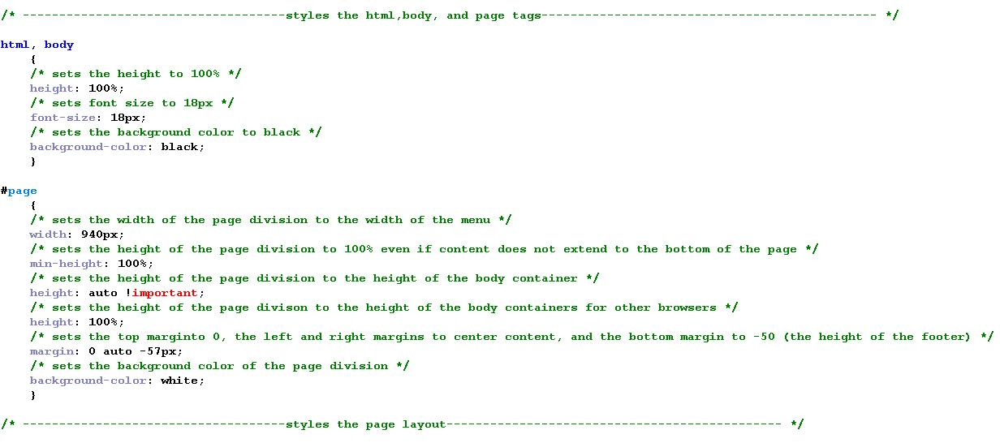 /* ------------------------------------styles the html,body, and page tags---------------------------------------------- */
html, body
{
/* sets the height to 100% */
height: 100%;
/* sets font size to 18px */
font-size: 18px;
/* sets the background color to black */
background-color: black;
}
#page
{
/* sets the width of the page division to the width of the menu */
width: 940px;
/* sets the height of the page division to 100% even if content does not extend to the bottom of the page */
min-height: 100%;
/* sets the height of the page division to the height of the body container */
height: auto !important;
/* sets the height of the page divison to the height of the body containers for other browsers */
height: 100%;
/* sets the top marginto 0, the left and right margins to center content, and the bottom margin to -50 (the height of the footer) */
margin: 0 auto -57px;
/* sets the background color of the page division */
background-color: white;
}
/* ------------------------------------styles the page layout---------------------------------------------- */